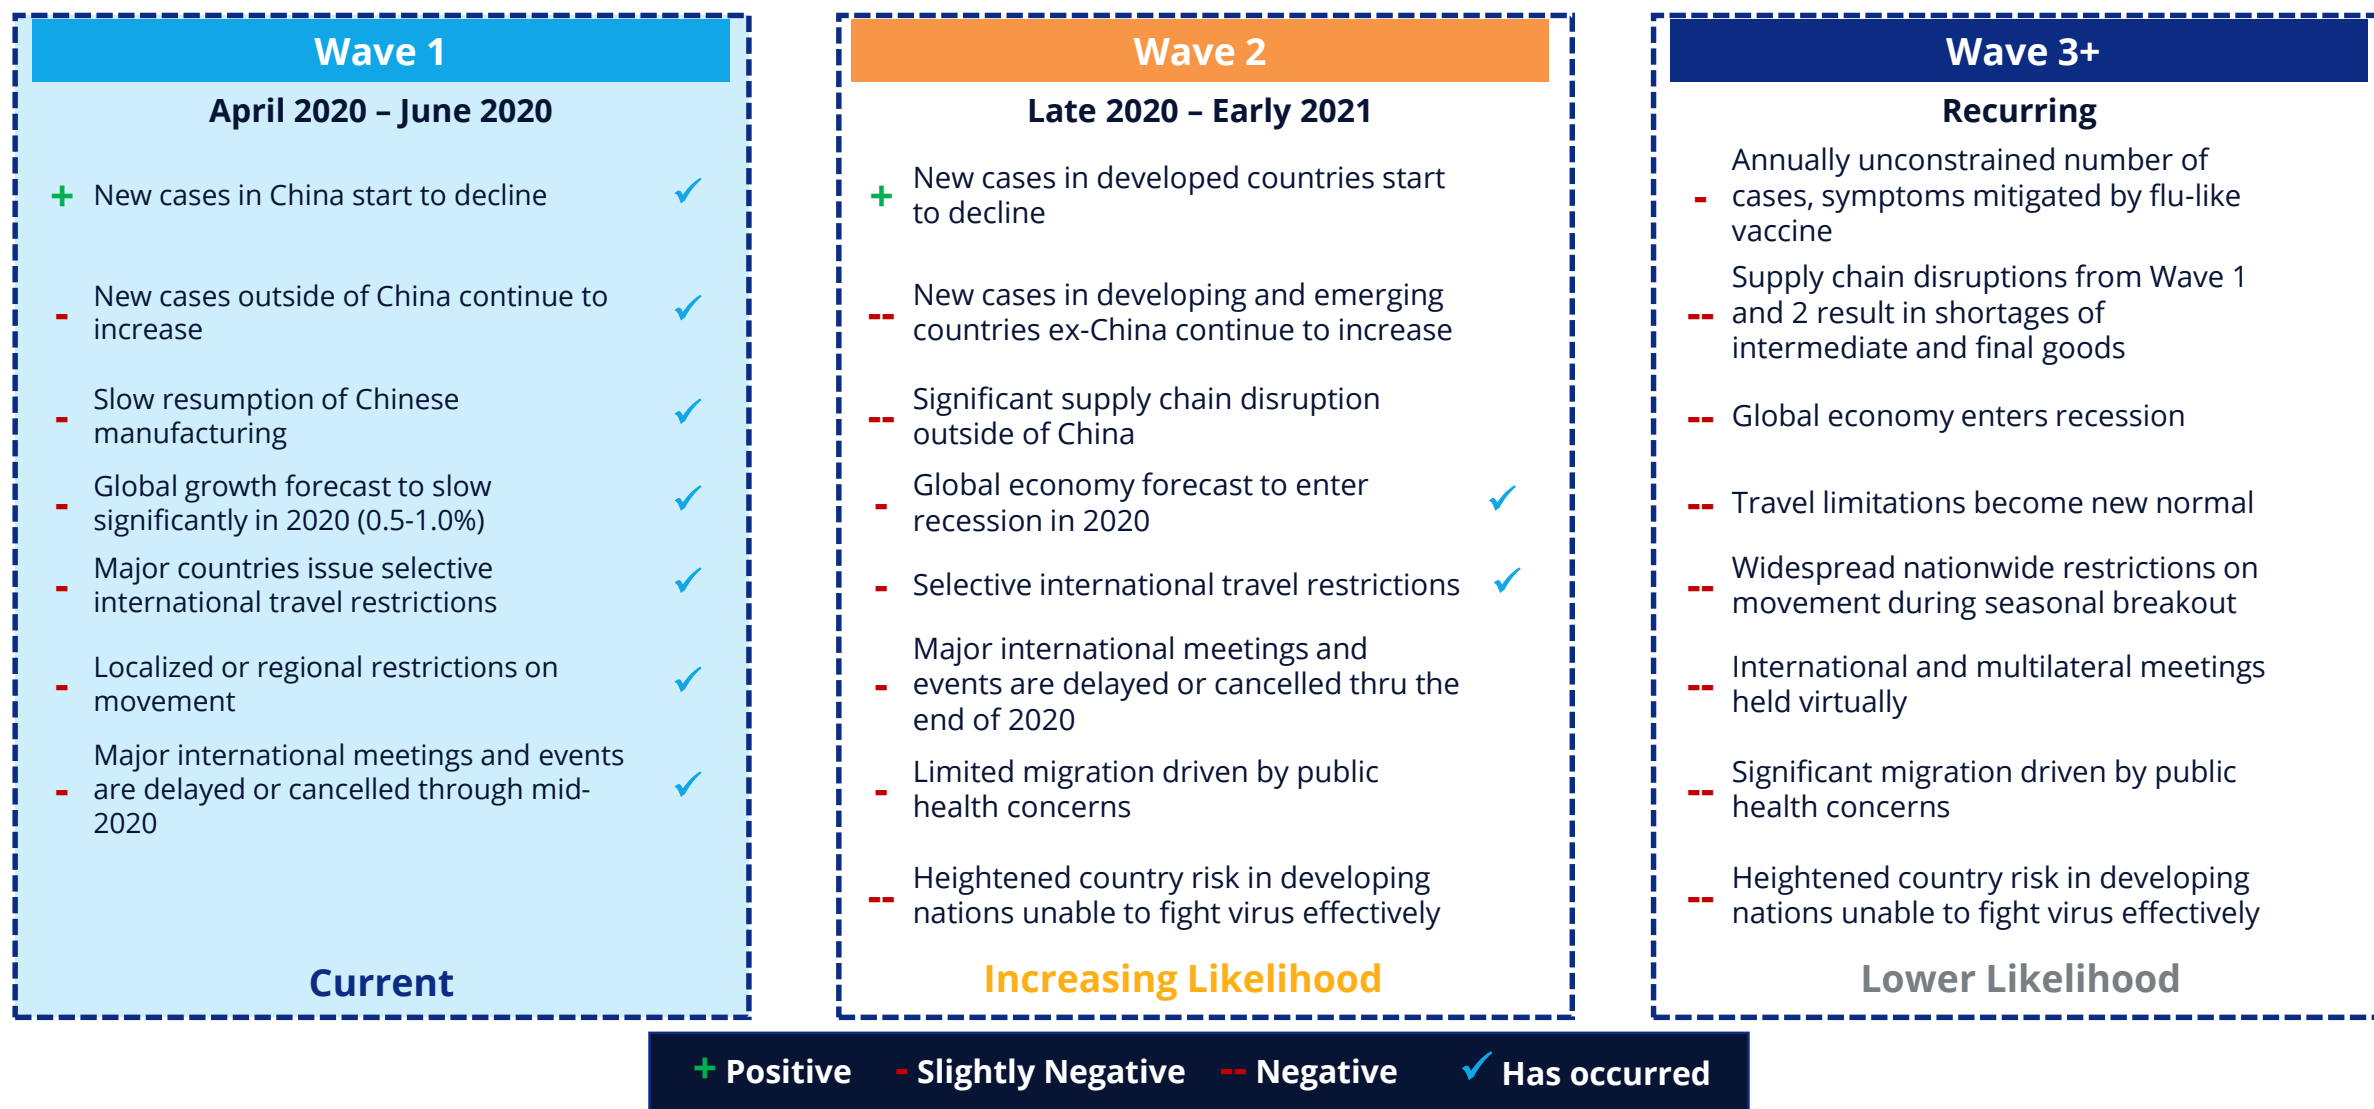 Wave 1
April 2020 – June 2020
+ New cases in China start to decline ✓
- New cases outside of China continue to
increase ✓
- Slow resumption of Chinese
manufacturing ✓
- Global growth forecast to slow
significantly in 2020 (0.5-1.0%) ✓
- Major countries issue selective
international travel restrictions ✓
- Localized or regional restrictions on
movement ✓
- Major international meetings and events
are delayed or cancelled through mid-
2020 ✓
Current
Wave 2
Late 2020 – Early 2021
+ New cases in developed countries start
to decline
-- New cases in developing and emerging
countries ex-China continue to increase
-- Significant supply chain disruption
outside of China
- Global economy forecast to enter
recession in 2020 ✓
- Selective international travel restrictions ✓
- Major international meetings and
events are delayed or cancelled thru the
end of 2020
- Limited migration driven by public
health concerns
-- Heightened country risk in developing
nations unable to fight virus effectively
Increasing Likelihood
Wave 3+
Recurring
- Annually unconstrained number of
cases, symptoms mitigated by flu-like
vaccine
-- Supply chain disruptions from Wave 1
and 2 result in shortages of
intermediate and final goods
-- Global economy enters recession
-- Travel limitations become new normal
-- Widespread nationwide restrictions on
movement during seasonal breakout
-- International and multilateral meetings
held virtually
-- Significant migration driven by public
health concerns
-- Heightened country risk in developing
nations unable to fight virus effectively
Lower Likelihood
+ Positive - Slightly Negative -- Negative ✓ Has occurred